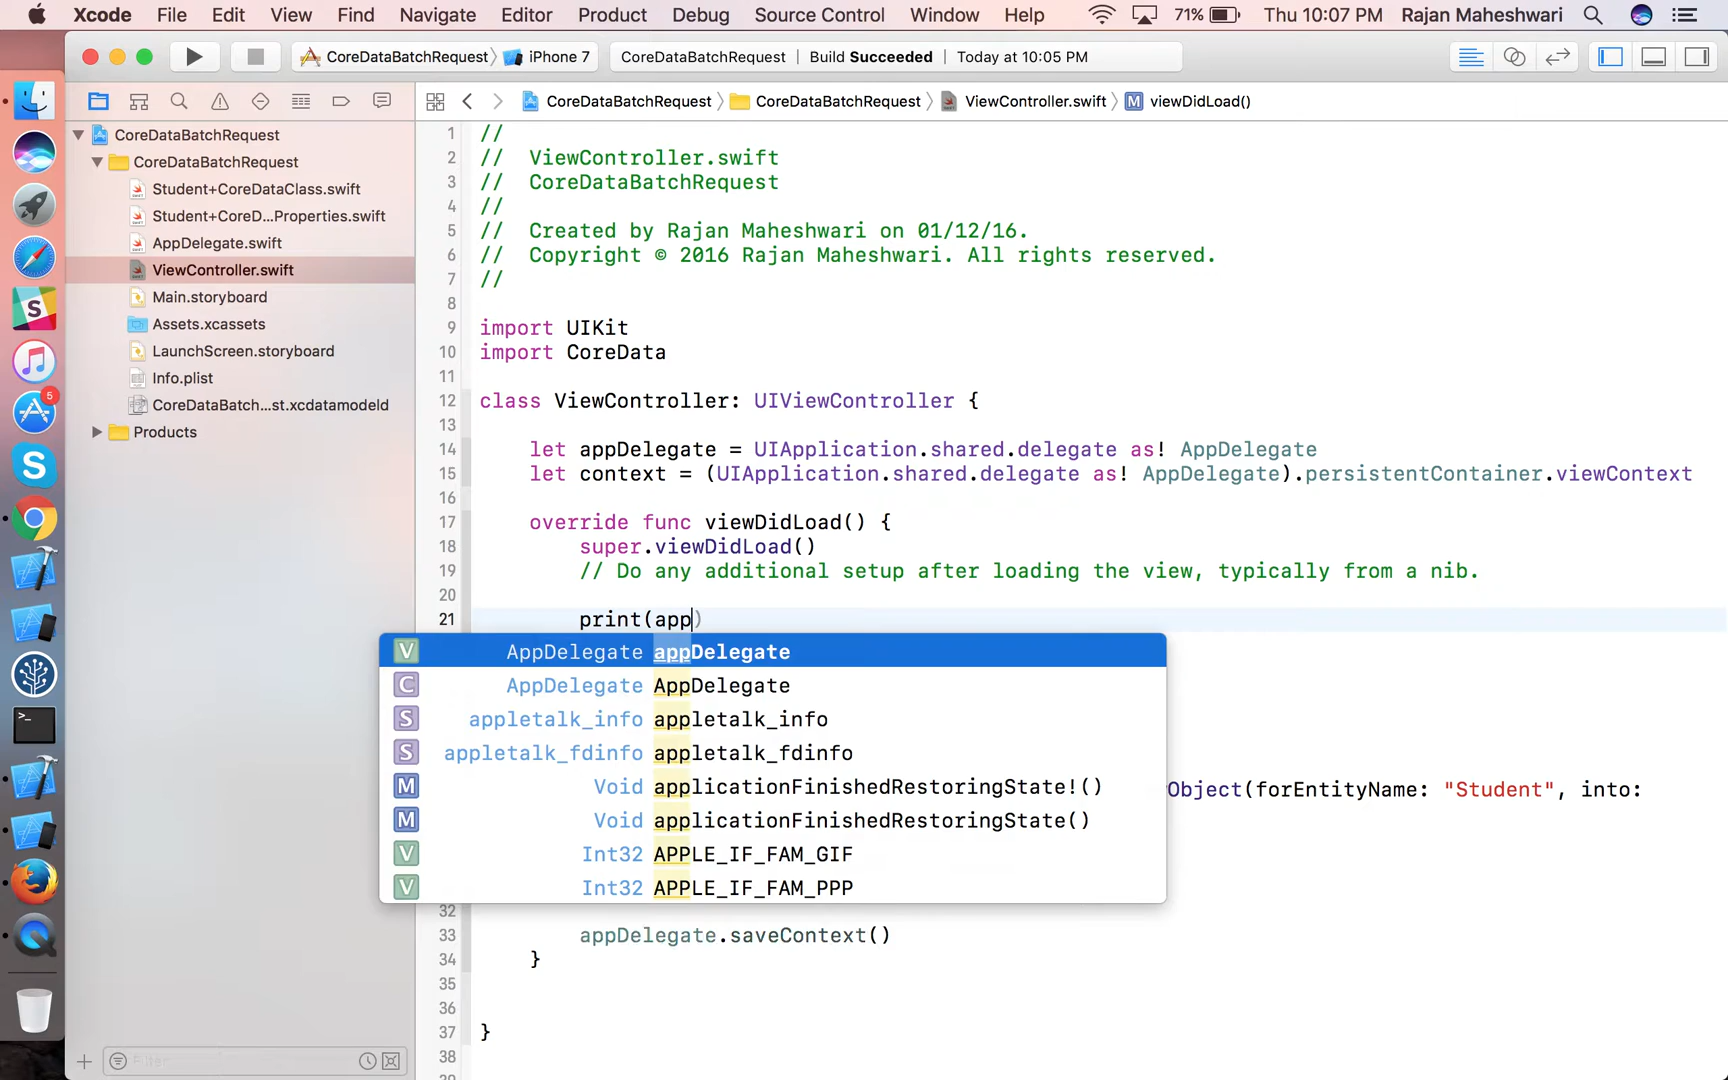 Xcode File Edit View Find Navigate Editor Product Debug Source Control Window Help 71% Thu 10:07 PM Rajan Maheshwari
CoreDataBatchRequest iPhone 7 CoreDataBatchRequest Build Succeeded Today at 10:05 PM
CoreDataBatchRequest CoreDataBatchRequest ViewController.swift M viewDidLoad()
CoreDataBatchRequest
CoreDataBatchRequest
Student+CoreDataClass.swift
Student+CoreD...Properties.swift
AppDelegate.swift
ViewController.swift
Main.storyboard
Assets.xcassets
LaunchScreen.storyboard
Info.plist
CoreDataBatch...st.xcdatamodeld
Products
5
Filter
1 //
2 // ViewController.swift
3 // CoreDataBatchRequest
4 //
5 // Created by Rajan Maheshwari on 01/12/16.
6 // Copyright © 2016 Rajan Maheshwari. All rights reserved.
7 //
8
9 import UIKit
10 import CoreData
11
12 class ViewController: UIViewController {
13
14 let appDelegate = UIApplication.shared.delegate as! AppDelegate
15 let context = (UIApplication.shared.delegate as! AppDelegate).persistentContainer.viewContext
16
17 override func viewDidLoad() {
18 super.viewDidLoad()
19 // Do any additional setup after loading the view, typically from a nib.
20
21 print(app)
V AppDelegate appDelegate
C AppDelegate AppDelegate
S appletalk_info appletalk_info
S appletalk_fdinfo appletalk_fdinfo
M Void applicationFinishedRestoringState!()
Object(forEntityName: "Student", into:
M Void applicationFinishedRestoringState()
V Int32 APPLE_IF_FAM_GIF
V Int32 APPLE_IF_FAM_PPP
32
33 appDelegate.saveContext()
34 }
35
36
37 }
38